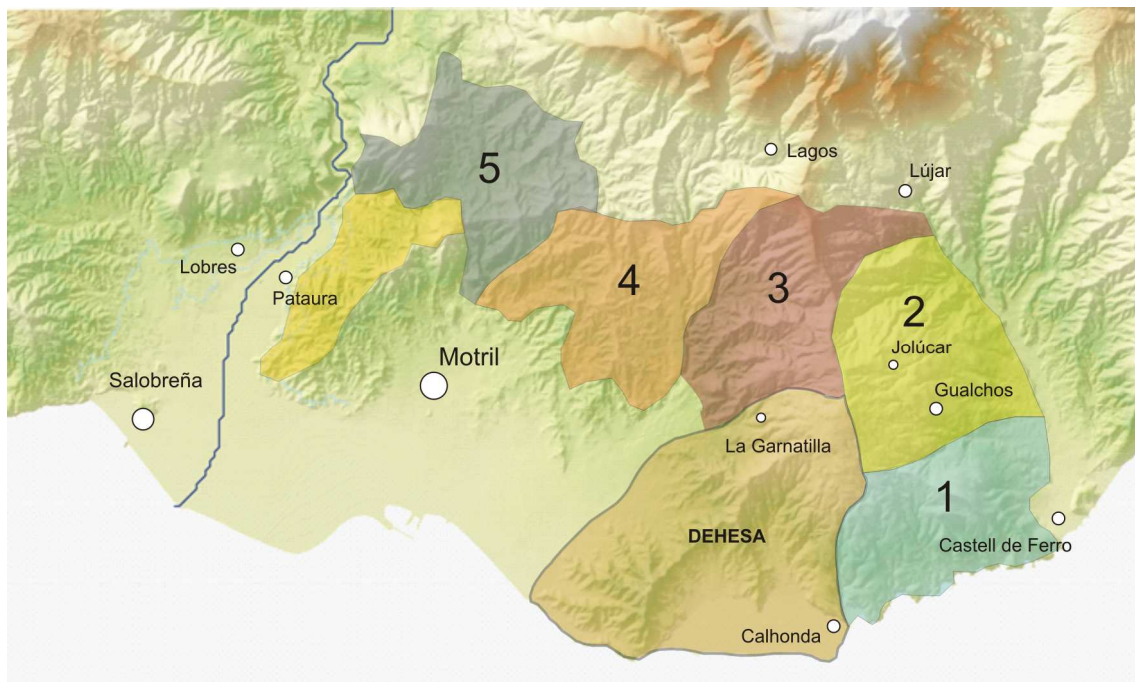 5
Lagos
Lújar
Lobres
Pataura
4
3
2
Jolúcar
Motril
Salobreña
Gualchos
La Garnatilla
1
DEHESA
Castell de Ferro
Calhonda